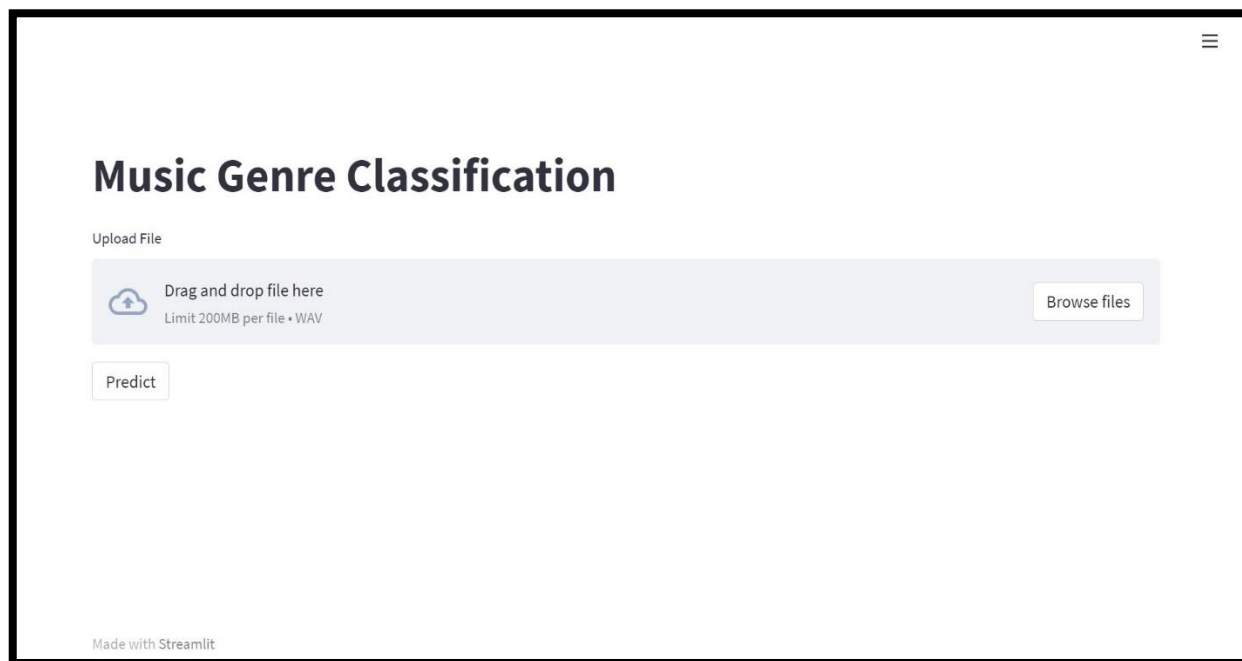 Music Genre Classification
Upload File
Drag and drop file here
Limit 200MB per file • WAV
Browse files
Predict
Made with Streamlit